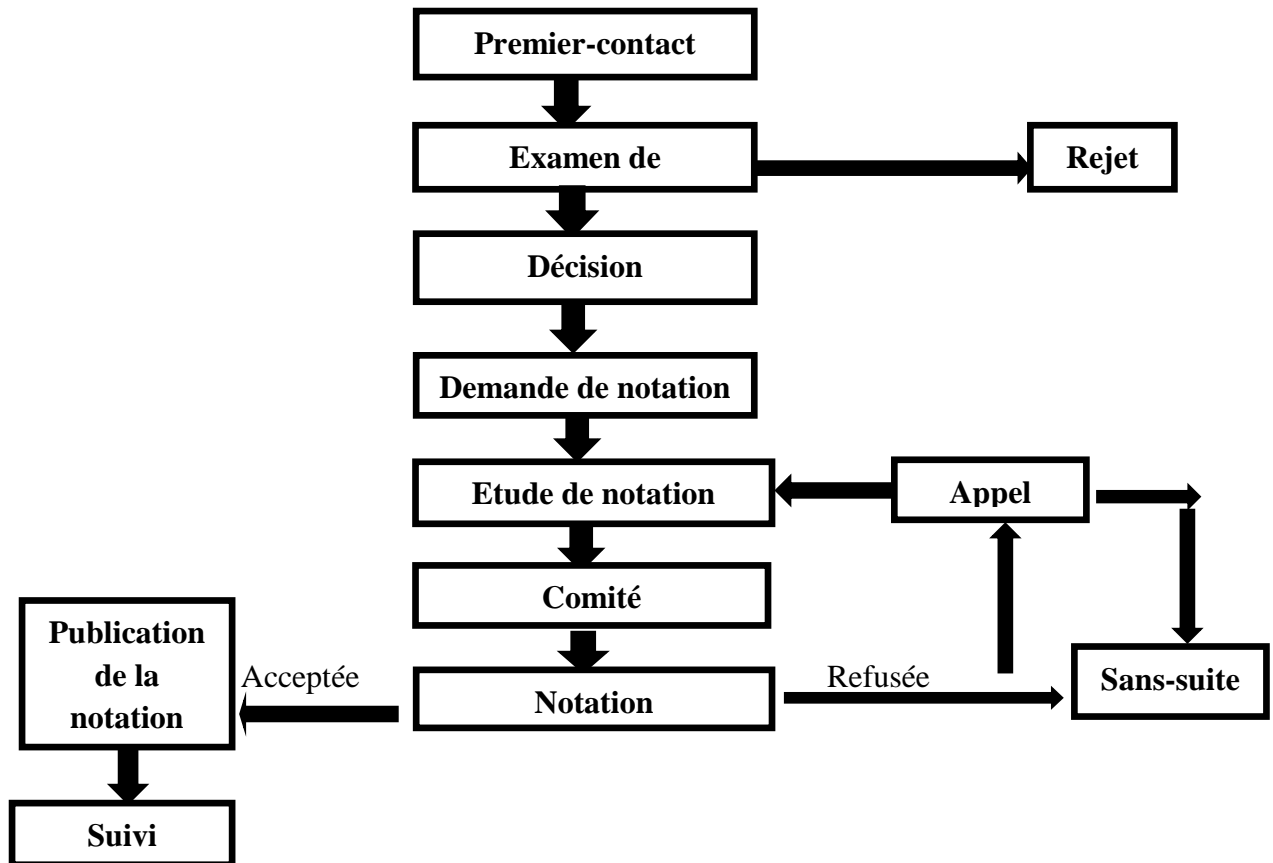 Premier-contact
Examen de
Rejet
Décision
Demande de notation
Etude de notation
Appel
Comité
Publication
de la
notation
Acceptée
Notation
Refusée
Sans-suite
Suivi